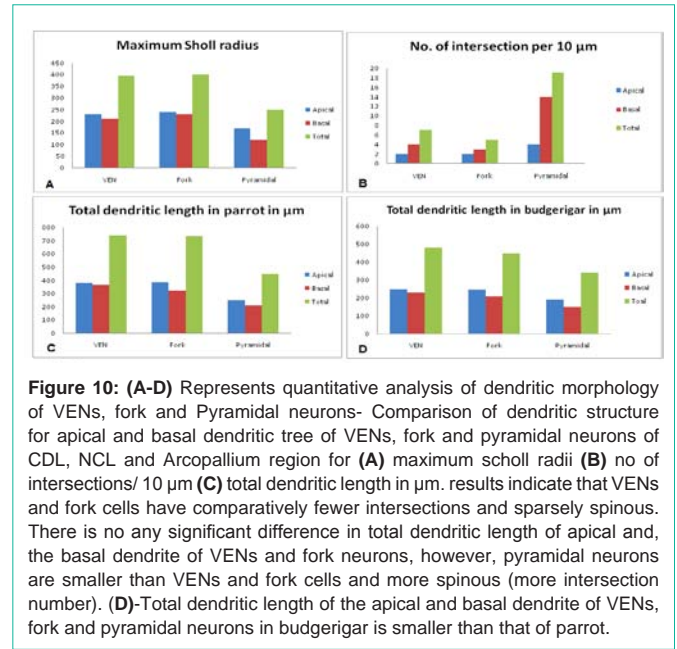 Maximum Sholl radius
450
400
350
300
250
200
150
100
50
0
VEN Fork Pyramidal
Apical
Basal
Total
A
No. of intersection per 10 µm
20
18
16
14
12
10
8
6
4
2
0
VEN Fork Pyramidal
Apical
Basal
Total
B
Total dendritic length in parrot in µm
800
700
600
500
400
300
200
100
0
VEN Fork Pyramidal
Apical
Basal
Total
C
Total dendritic length in budgerigar in µm
600
500
400
300
200
100
0
VEN Fork Pyramidal
Apical
Basal
Total
D
Figure 10: (A-D) Represents quantitative analysis of dendritic morphology
of VENs, fork and Pyramidal neurons- Comparison of dendritic structure
for apical and basal dendritic tree of VENs, fork and pyramidal neurons of
CDL, NCL and Arcopallium region for (A) maximum scholl radii (B) no of
intersections/ 10 µm (C) total dendritic length in µm. results indicate that VENs
and fork cells have comparatively fewer intersections and sparsely spinous.
There is no any significant difference in total dendritic length of apical and,
the basal dendrite of VENs and fork neurons, however, pyramidal neurons
are smaller than VENs and fork cells and more spinous (more intersection
number). (D)-Total dendritic length of the apical and basal dendrite of VENs,
fork and pyramidal neurons in budgerigar is smaller than that of parrot.